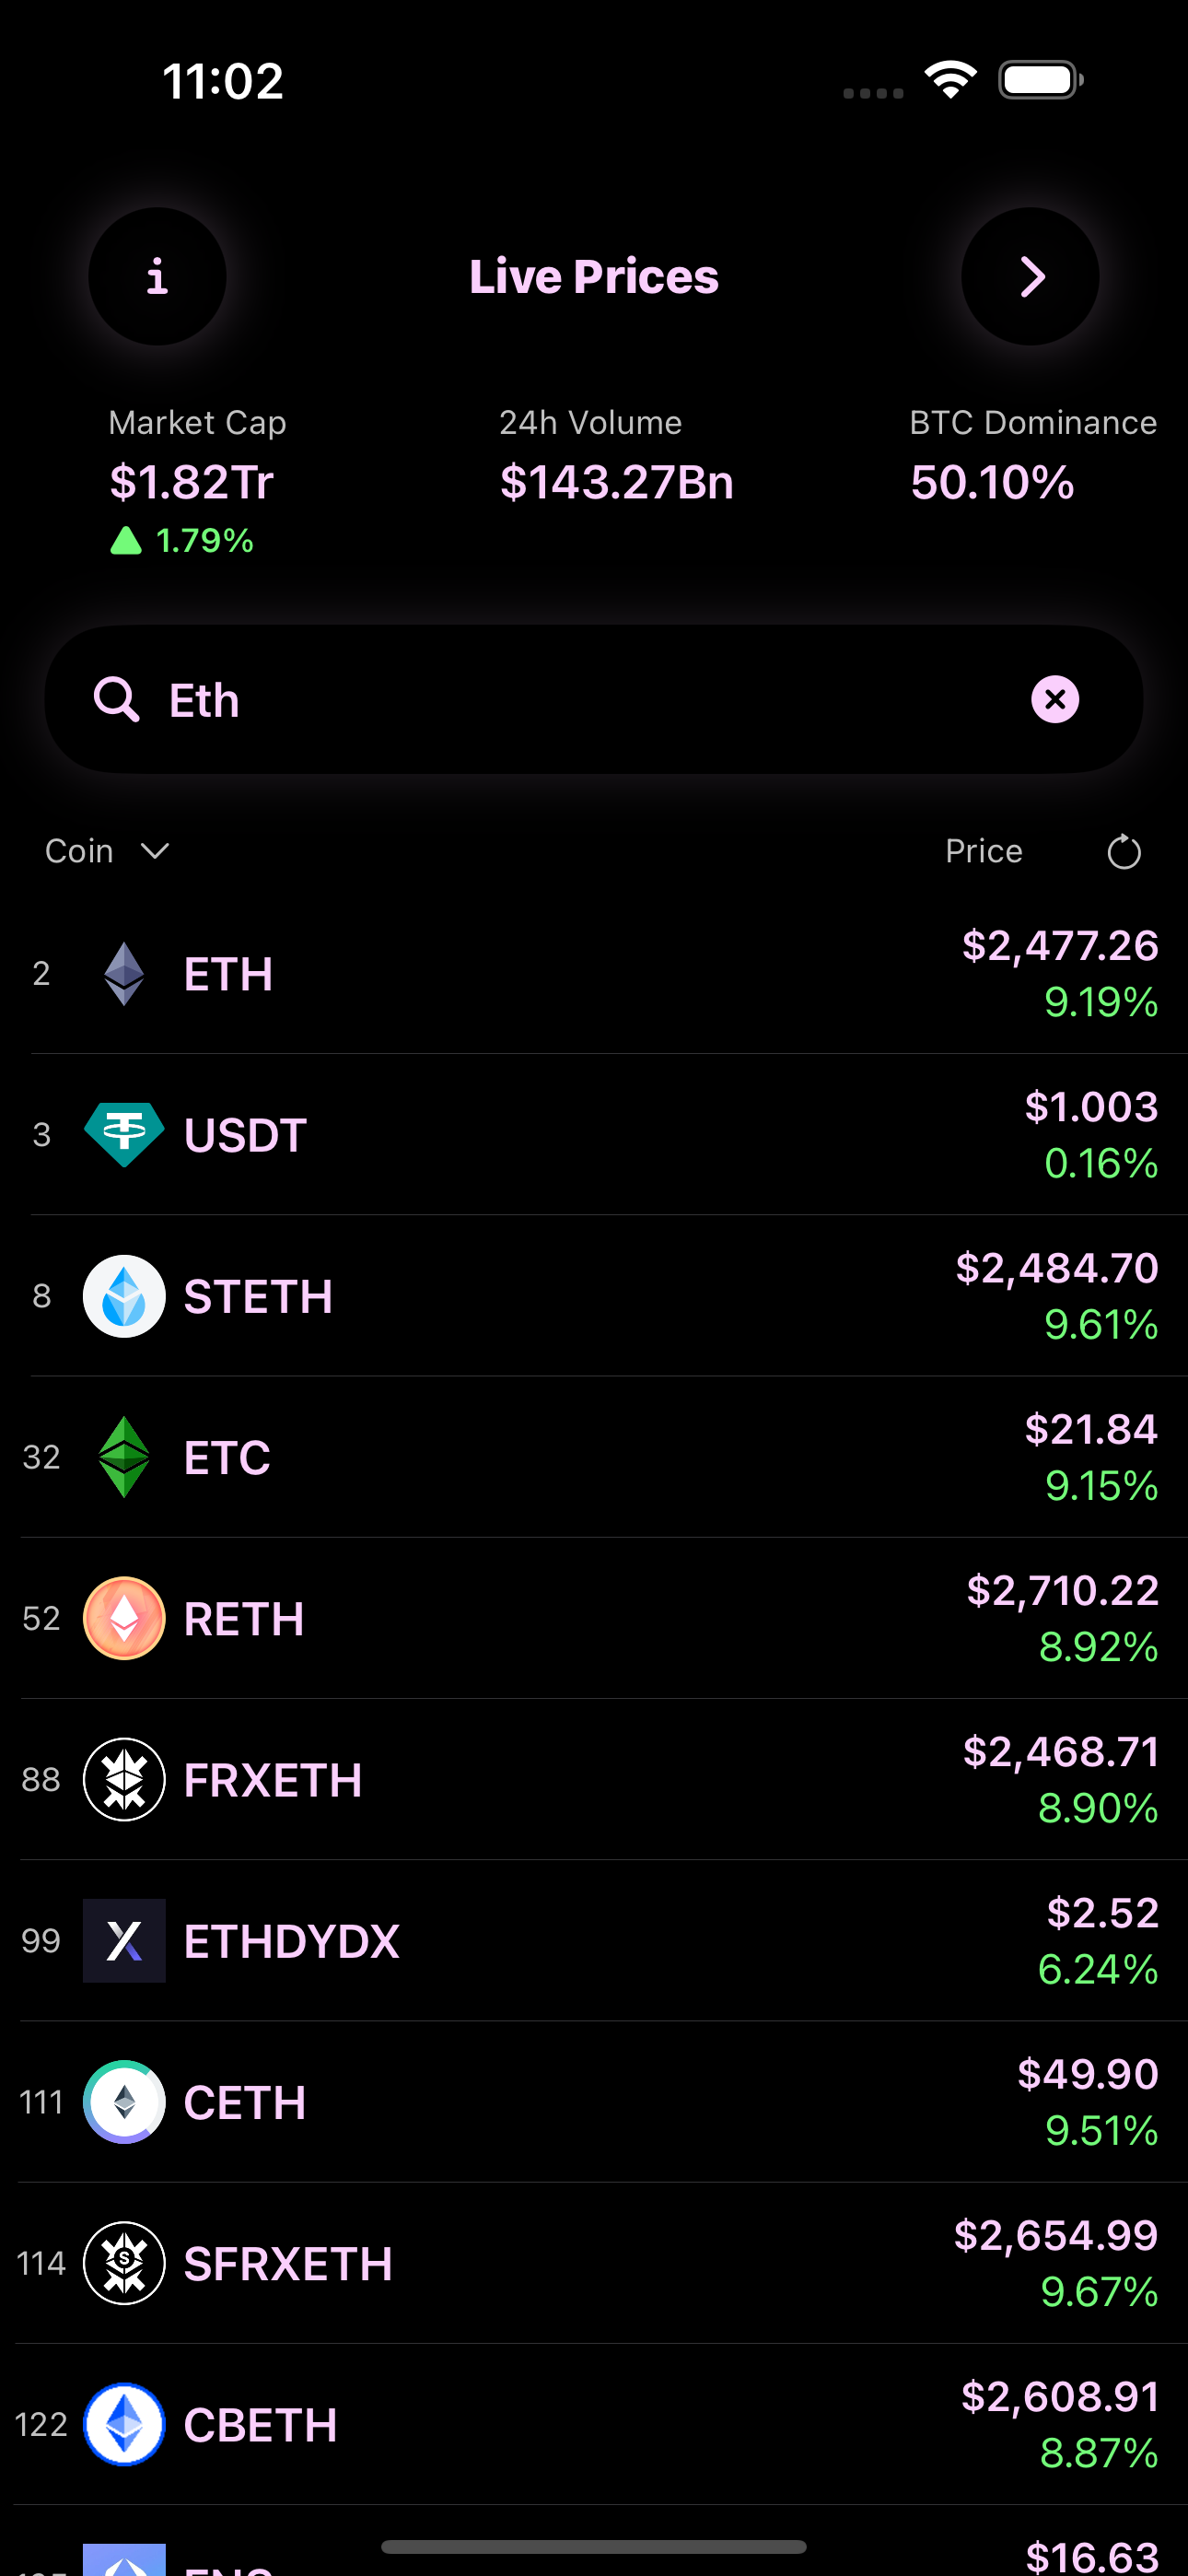 11:02
Live Prices
Market Cap 24h Volume BTC Dominance
$1.82Tr $143.27Bn 50.10%
1.79%
Eth
Coin Price
2 ETH $2,477.26
9.19%
3 USDT $1.003
0.16%
8 STETH $2,484.70
9.61%
32 ETC $21.84
9.15%
52 RETH $2,710.22
8.92%
88 FRXETH $2,468.71
8.90%
99 ETHDYDX $2.52
6.24%
111 CETH $49.90
9.51%
114 SFRXETH $2,654.99
9.67%
122 CBETH $2,608.91
8.87%
$16.63